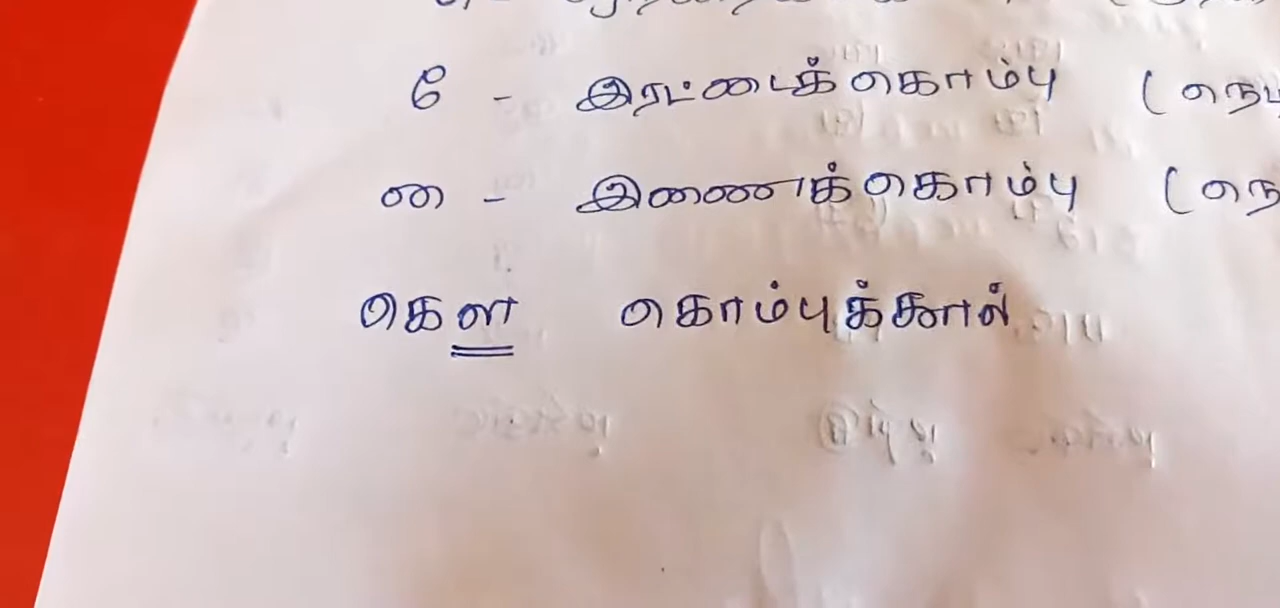 ே - இரட்டைக்கொம்பு (நெ
ை - இணைக்கொம்பு (நெ
கௌ கொம்புக்கால்